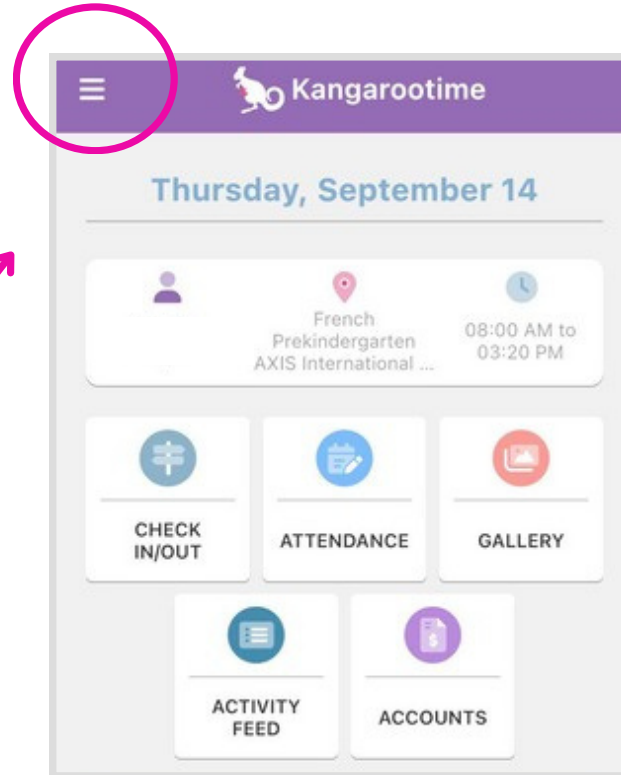 Kangarootime
Thursday, September 14
French
Prekindergarten
AXIS International ...
08:00 AM to
03:20 PM
CHECK
IN/OUT
ATTENDANCE
GALLERY
ACTIVITY
FEED
ACCOUNTS